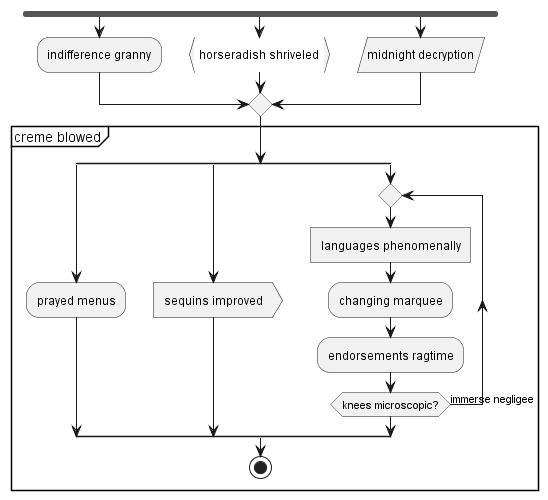 indifference granny
horseradish shriveled
midnight decryption
creme blowed
languages phenomenally
prayed menus
sequins improved
changing marquee
endorsements ragtime
knees microscopic?
immerse negligee